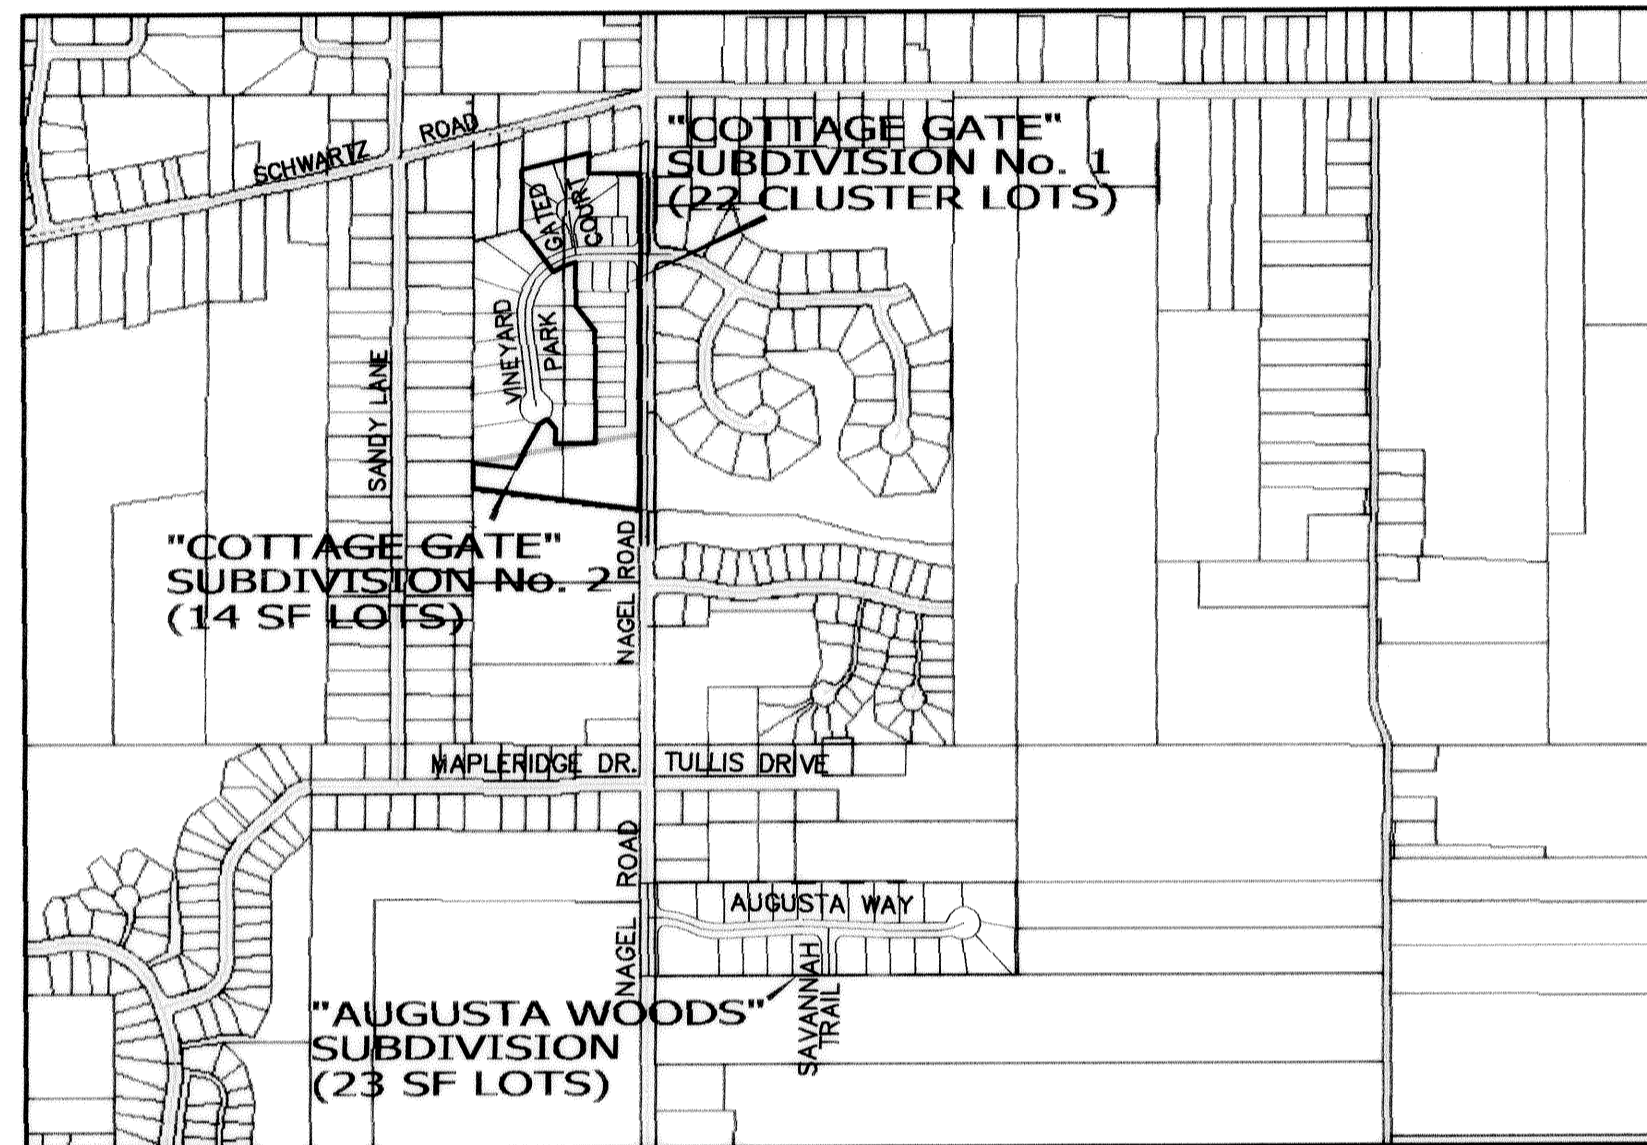 SCHWARTZ ROAD
"COTTAGE GATE"
SUBDIVISION No. 1
(22 CLUSTER LOTS)
GATED
COURT
VINEYARD
PARK
SANDY LANE
"COTTAGE GATE"
SUBDIVISION No. 2
(14 SF LOTS)
NAGEL ROAD
MAPLERIDGE DR.
TULLIS DRIVE
NAGEL ROAD
AUGUSTA WAY
SAVANNAH
TRAIL
"AUGUSTA WOODS"
SUBDIVISION
(23 SF LOTS)